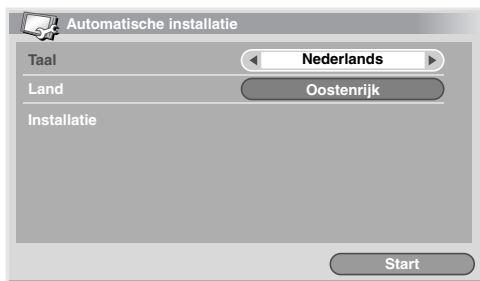 Automatische installatie
Taal Nederlands
Land Oostenrijk
Installatie
Start